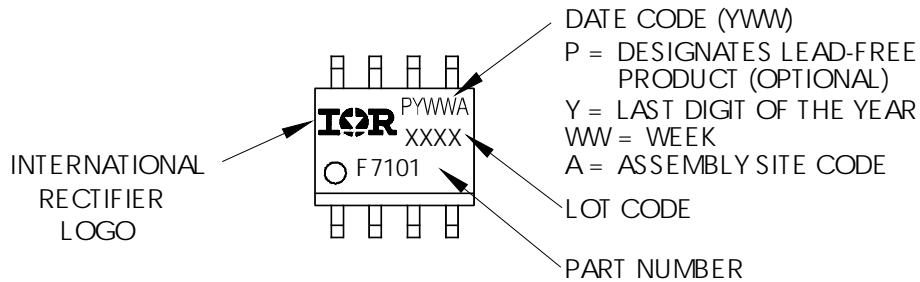 INTERNATIONAL
RECTIFIER
LOGO
IOR
PYWWA
XXXX
F7101
DATE CODE (YWW)
P = DESIGNATES LEAD-FREE
PRODUCT (OPTIONAL)
Y = LAST DIGIT OF THE YEAR
WW = WEEK
A = ASSEMBLY SITE CODE
LOT CODE
PART NUMBER